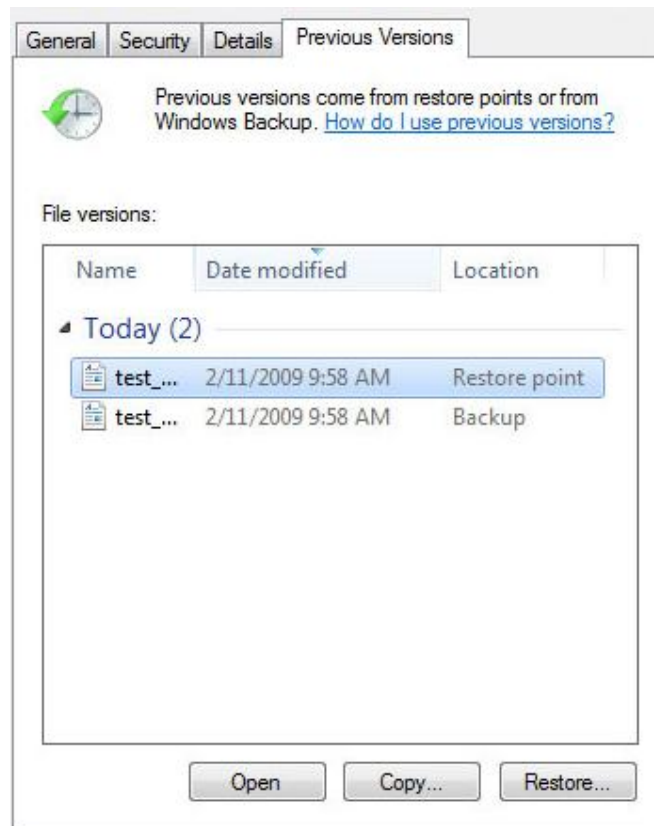 General Security Details Previous Versions
Previous versions come from restore points or from
Windows Backup. How do I use previous versions?
File versions:
Name Date modified Location
Today (2)
test_... 2/11/2009 9:58 AM Restore point
test_... 2/11/2009 9:58 AM Backup
Open Copy... Restore...